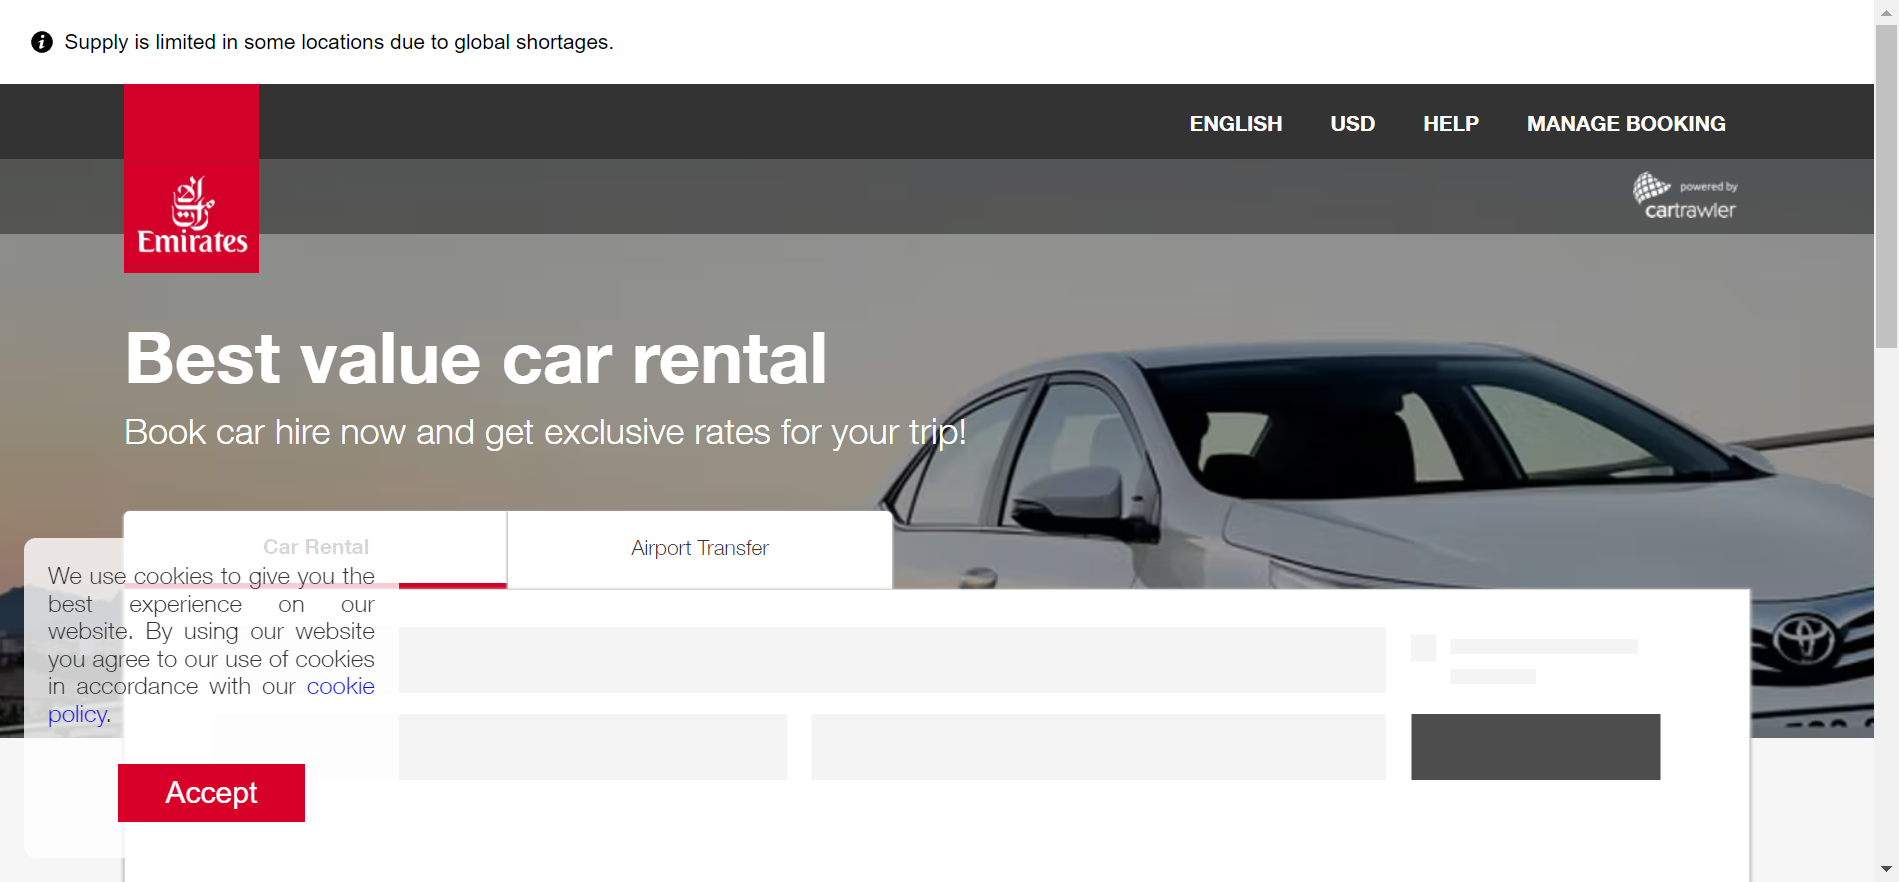 Supply is limited in some locations due to global shortages.
ENGLISH USD HELP MANAGE BOOKING
powered by
cartrawler
Emirates
Best value car rental
Book car hire now and get exclusive rates for your trip!
Car Rental
Airport Transfer
We use cookies to give you the
best experience on our
website. By using our website
you agree to our use of cookies
in accordance with our cookie
policy.
Accept